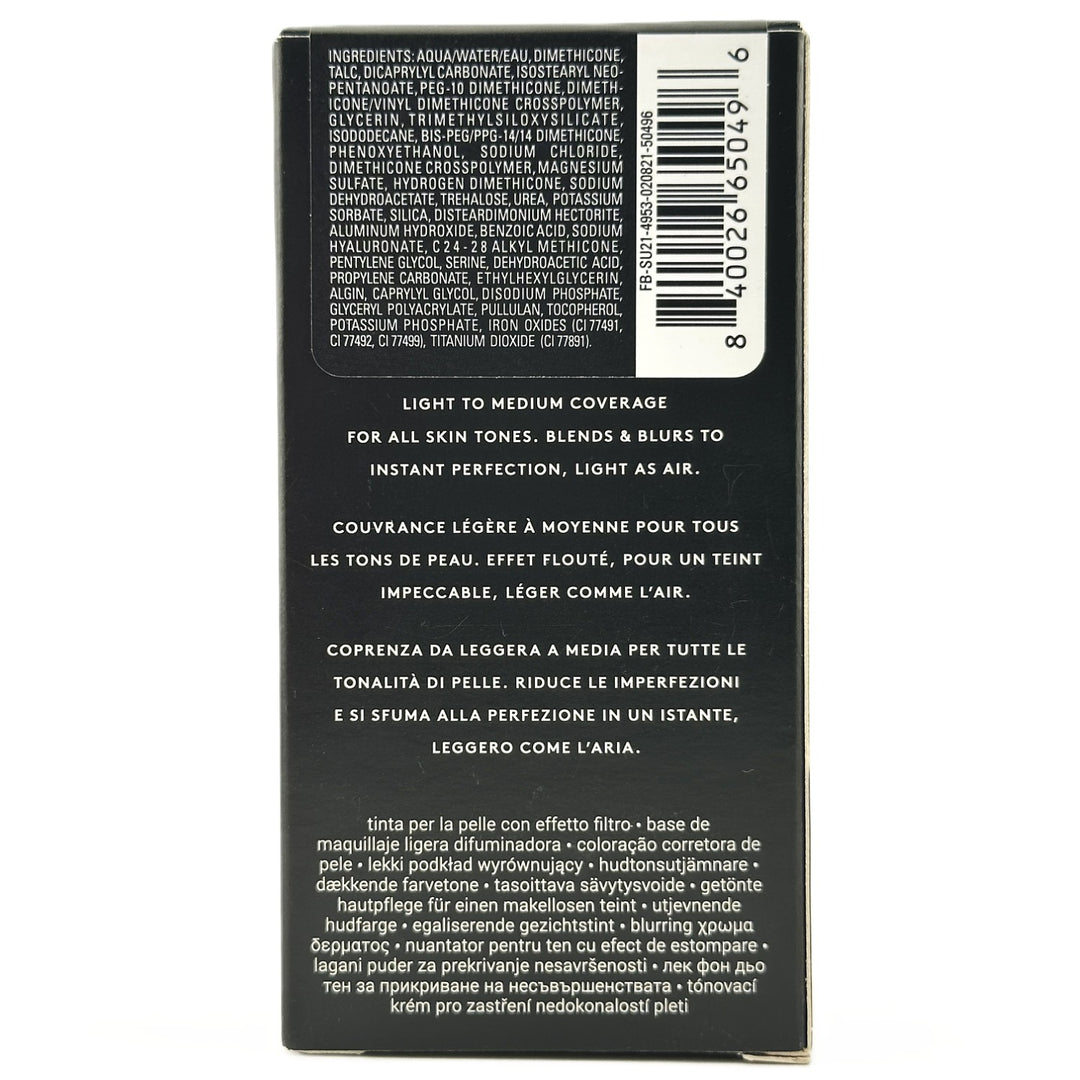 INGREDIENTS: AQUA/WATER/EAU, DIMETHICONE,
TALC, DICAPRYLYL CARBONATE, ISOSTEARYL NEO-
PENTANOATE, PEG-10 DIMETHICONE, DIMETH-
ICONE/VINYL DIMETHICONE CROSSPOLYMER,
GLYCERIN, TRIMETHYLSILOXYSILICATE,
ISODODECANE, BIS-PEG/PPG-14/14 DIMETHICONE,
PHENOXYETHANOL, SODIUM CHLORIDE,
DIMETHICONE CROSSPOLYMER, MAGNESIUM
SULFATE, HYDROGEN DIMETHICONE, SODIUM
DEHYDROACETATE, TREHALOSE, UREA, POTASSIUM
SORBATE, SILICA, DISTEARDIMONIUM HECTORITE,
ALUMINUM HYDROXIDE, BENZOIC ACID, SODIUM
HYALURONATE, C24-28 ALKYL METHICONE,
PENTYLENE GLYCOL, SERINE, DEHYDROACETIC ACID,
PROPYLENE CARBONATE, ETHYLHEXYLGLYCERIN,
ALGIN, CAPRYLYL GLYCOL, DISODIUM PHOSPHATE,
GLYCERYL POLYACRYLATE, PULLULAN, TOCOPHEROL,
POTASSIUM PHOSPHATE, IRON OXIDES (CI 77491,
CI 77492, CI 77499), TITANIUM DIOXIDE (CI 77891).
FB-SU21-4953-020821-50496
8 40026 65049 6
LIGHT TO MEDIUM COVERAGE
FOR ALL SKIN TONES. BLENDS & BLURS TO
INSTANT PERFECTION, LIGHT AS AIR.
COUVRANCE LÉGÈRE À MOYENNE POUR TOUS
LES TONS DE PEAU. EFFET FLOUTÉ, POUR UN TEINT
IMPECCABLE, LÉGER COMME L'AIR.
COPRENZA DA LEGGERA A MEDIA PER TUTTE LE
TONALITÀ DI PELLE. RIDUCE LE IMPERFEZIONI
E SI SFUMA ALLA PERFEZIONE IN UN ISTANTE,
LEGGERO COME L'ARIA.
tinta per la pelle con effetto filtro • base de
maquillaje ligera difuminadora • coloração corretora de
pele • lekki podkład wyrównujący • hudtonsutjämnare •
dækkende farvetone • tasoittava sävytysvoide • getönte
hautpflege für einen makellosen teint • utjevnende
hudfarge • egaliserende gezichtstint • blurring χρωμα
δερματος • nuantator pentru ten cu efect de estompare •
lagani puder za prekrivanje nesavršenosti • лек фон дьо
тен за прикриване на несъвършенствата • tónovací
krém pro zastření nedokonalostí pleti